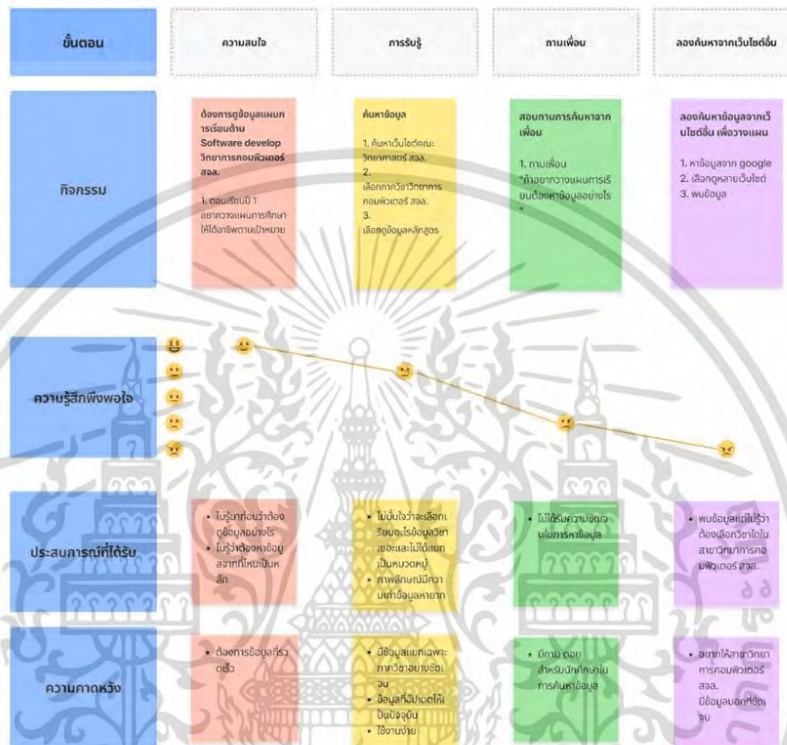 ขั้นตอน
ความสนใจ
การรับรู้
ถามเพื่อน
ลองค้นหาจากเว็บไซต์อื่น
กิจกรรม
ต้องการดูข้อมูลแผนก
ารเรียนด้าน
Software develop
วิทยาการคอมพิวเตอร์
สจล.
1. ตอนเรียนปี 1
อยากวางแผนการศึกษา
ให้ได้อาชีพตามเป้าหมาย
ค้นหาข้อมูล
1. ค้นหาเว็บไซต์คณะ
วิทยาศาสตร์ สจล.
2.
เลือกภาควิชาวิทยาการ
คอมพิวเตอร์ สจล.
3.
เลือกดูข้อมูลหลักสูตร
สอบถามการค้นหาจาก
เพื่อน
1. ถามเพื่อน
"ถ้าอยากวางแผนการเรี
ยนต้องหาข้อมูลอย่างไร
"
ลองค้นหาข้อมูลจากเว็
บไซต์อื่น เพื่อวางแผน
1. หาข้อมูลจาก google
2. เลือกดูหลายเว็บไซต์
3. พบข้อมูล
ความรู้สึกพึงพอใจ
ประสบการณ์ที่ได้รับ
• ไม่รู้มาก่อนว่าต้อง
ดูข้อมูลอย่างไร
• ไม่รู้ว่าต้องหาข้อมู
ลจากที่ไหนเป็นห
ลัก
• ไม่มั่นใจว่าจะเลือกเ
รียนอะไรข้อมูลวิชา
เยอะและไม่ได้แยก
เป็นหมวดหมู่
• ภาพลักษณ์มีควา
มเก่าข้อมูลหายาก
• ไม่ได้รับความชัดเจ
นในการหาข้อมูล
• พบข้อมูลแต่ไม่รู้ว่า
ต้องเลือกวิชาใดใน
สาขาวิทยาการคอ
มพิวเตอร์ สจล.
ความคาดหวัง
• ต้องการข้อมูลที่รว
ดเร็ว
• มีข้อมูลแยกเฉพาะ
ภาควิชาอย่างชัดเ
จน
• ข้อมูลที่อัปเดตให้เ
ป็นปัจจุบัน
• ใช้งานง่าย
• มีถาม ตอบ
สำหรับนักศึกษาใน
การค้นหาข้อมูล
• อยากให้สาขาวิทยา
การคอมพิวเตอร์
สจล.
มีข้อมูลบอกที่ชัดเ
จน